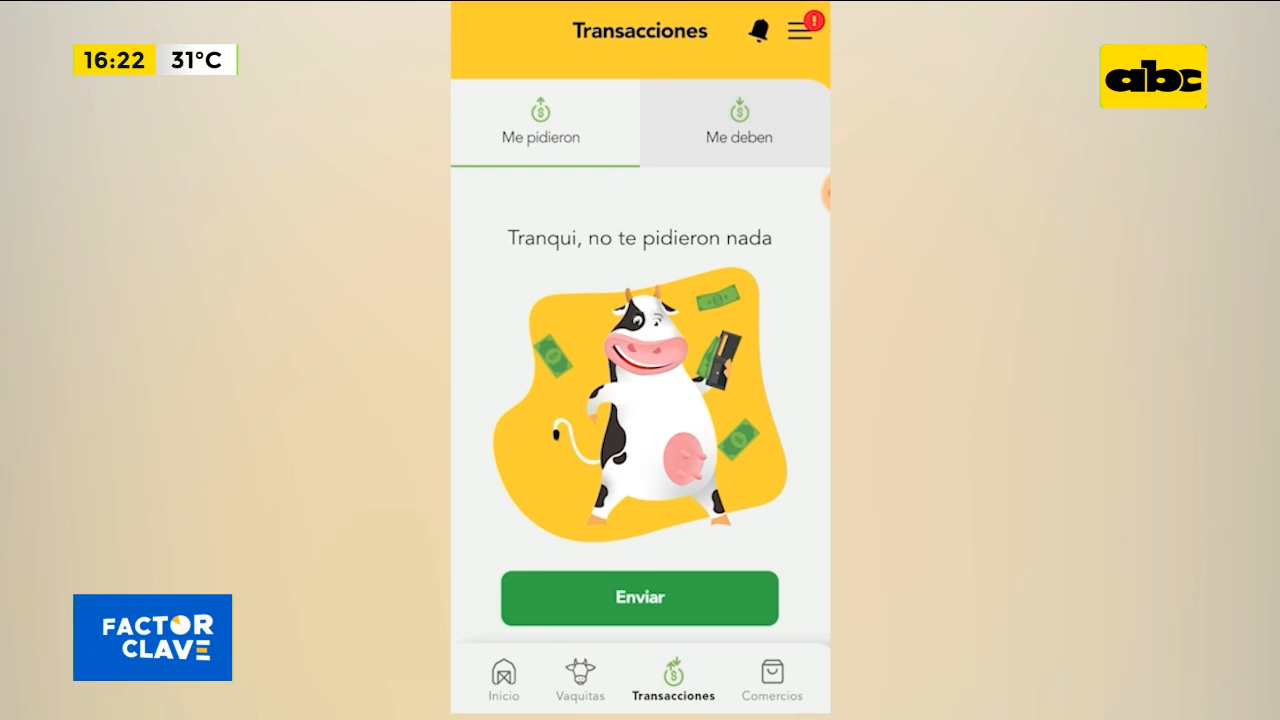 Transacciones
!
16:22 31°C
abc
Me pidieron
Me deben
Tranqui, no te pidieron nada
Enviar
FACTOR
CLAVE
Inicio
Vaquitas
Transacciones
Comercios